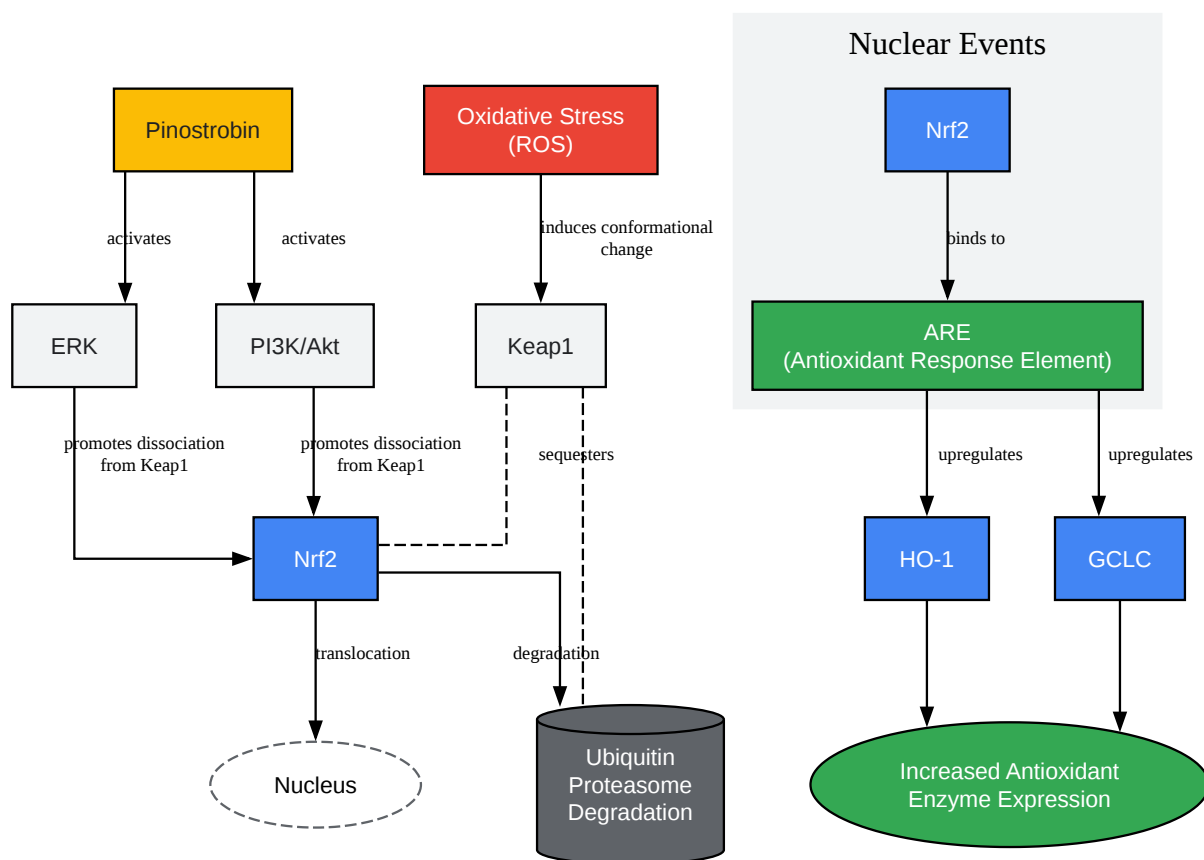 Nuclear Events
Pinostrobin
Oxidative Stress
(ROS)
Nrf2
activates
activates
induces conformational
change
binds to
ERK
PI3K/Akt
Keap1
ARE
(Antioxidant Response Element)
promotes dissociation
from Keap1
promotes dissociation
from Keap1
sequesters
upregulates
upregulates
Nrf2
HO-1
GCLC
translocation
degradation
Nucleus
Ubiquitin
Proteasome
Degradation
Increased Antioxidant
Enzyme Expression